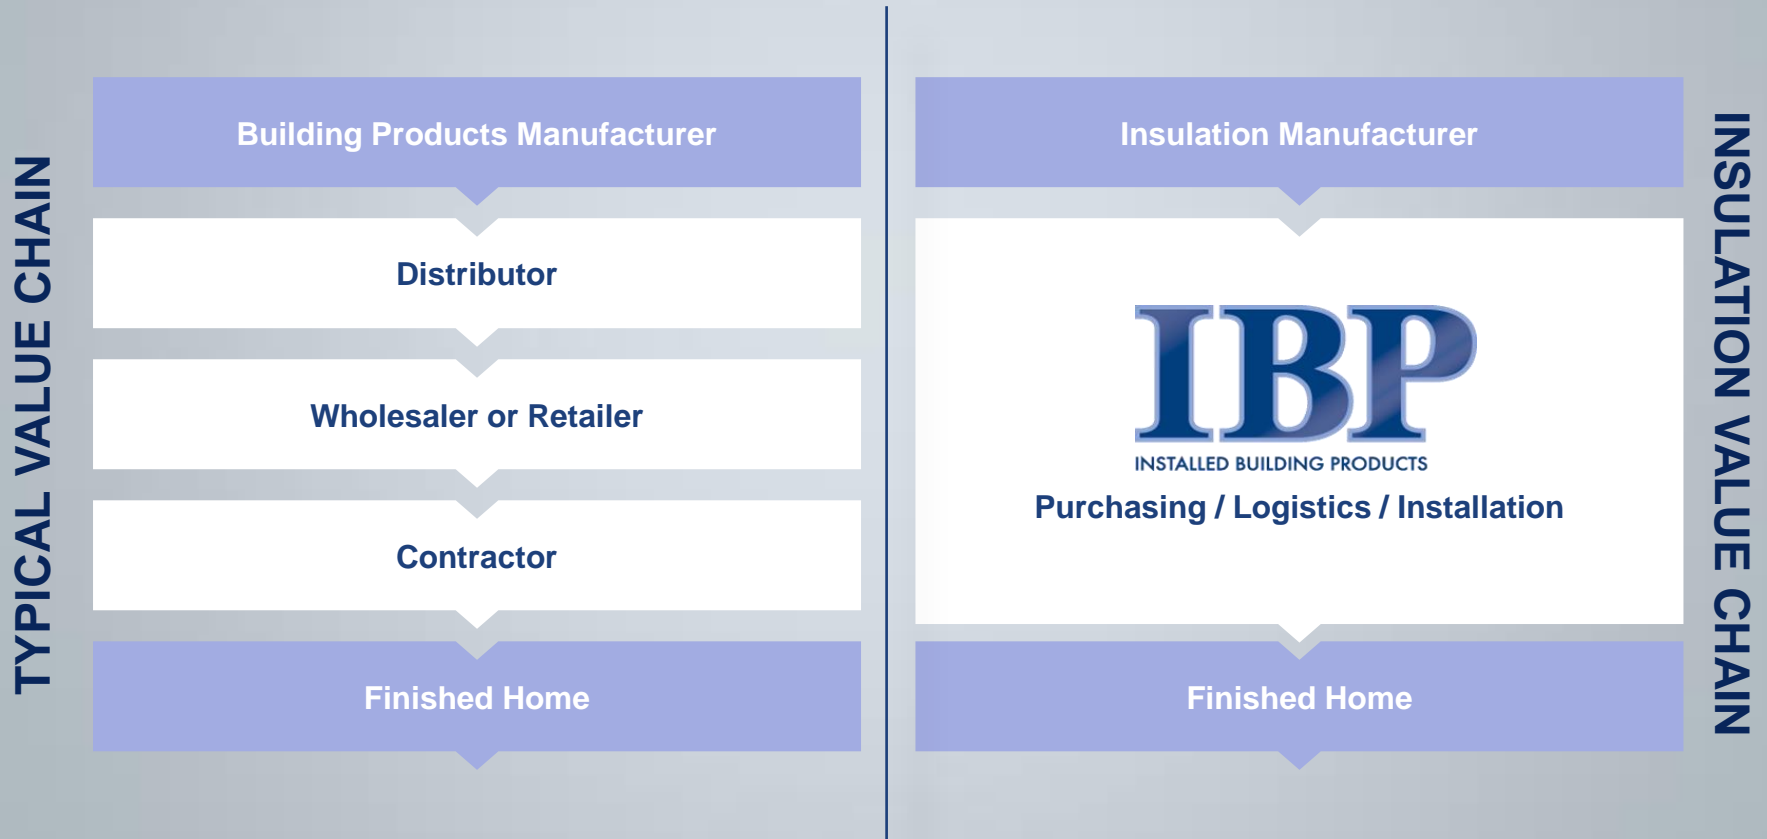 TYPICAL VALUE CHAIN
Building Products Manufacturer
Distributor
Wholesaler or Retailer
Contractor
Finished Home
Insulation Manufacturer
IBP
INSTALLED BUILDING PRODUCTS
Purchasing / Logistics / Installation
Finished Home
INSULATION VALUE CHAIN